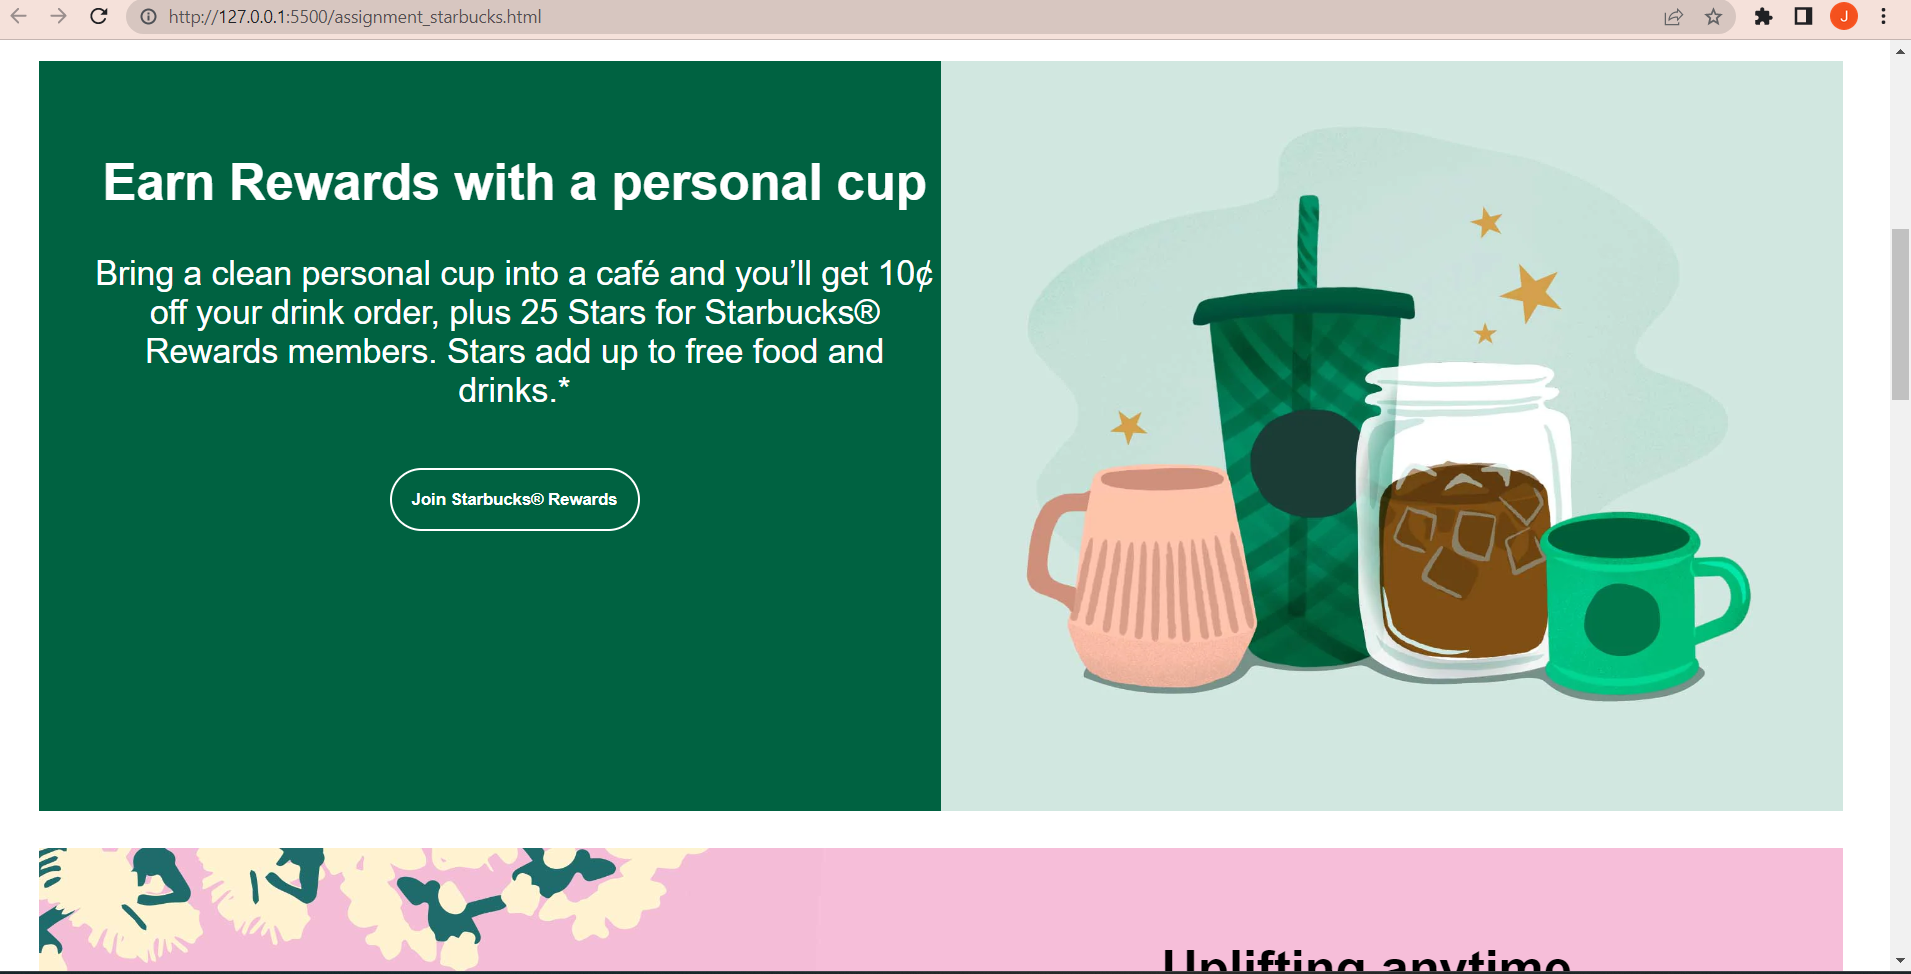 http://127.0.0.1:5500/assignment_starbucks.html
J
Earn Rewards with a personal cup
Bring a clean personal cup into a café and you’ll get 10¢
off your drink order, plus 25 Stars for Starbucks®
Rewards members. Stars add up to free food and
drinks.*
Join Starbucks® Rewards
Uplifting anytime